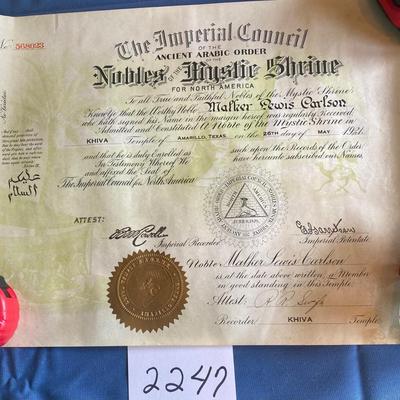 No. 568023
The Imperial Council
OF THE
ANCIENT ARABIC ORDER
Nobles OF THE Mystic Shrine
FOR NORTH AMERICA
To all True and Faithful Nobles of the Mystic Shrine
Know ye that the Worthy Noble Malker Lewis Carlson
Who hath signed his Name in the margin hereof was regularly Received
Admitted and Constituted A Noble of the Mystic Shrine in
KHIVA Temple of AMARILLO, TEXAS on the 26th day of MAY 1921.
and that he is duly Enrolled as such upon the Records of the Order
In Testimony Whereof We have hereunto subscribed our Names
and affixed the Seal of
The Imperial Council for North America
السلام
عليكم
ATTEST:
Imperial Recorder
Imperial Potentate
Noble Malker Lewis Carlson
is at the date above written, a Member
in good standing in this Temple.
Attest
Recorder KHIVA Temple
2247